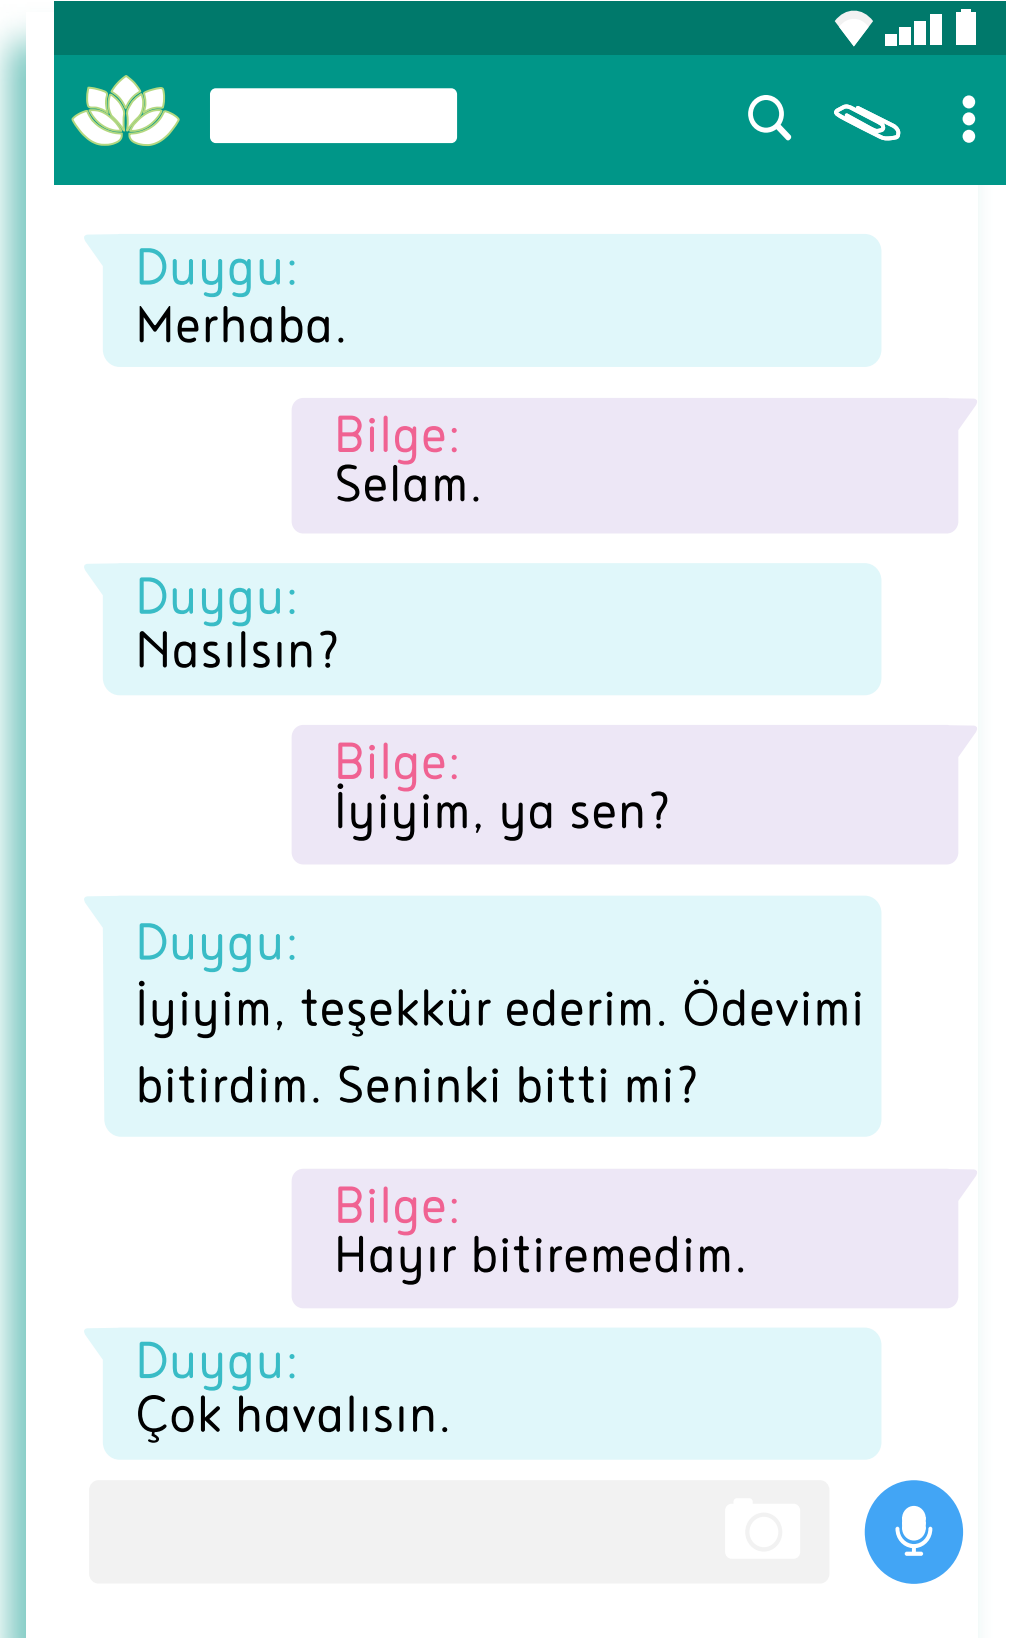 Duygu:
Merhaba.
Bilge:
Selam.
Duygu:
Nasılsın?
Bilge:
İyiyim, ya sen?
Duygu:
İyiyim, teşekkür ederim. Ödevimi
bitirdim. Seninki bitti mi?
Bilge:
Hayır bitiremedim.
Duygu:
Çok havalısın.